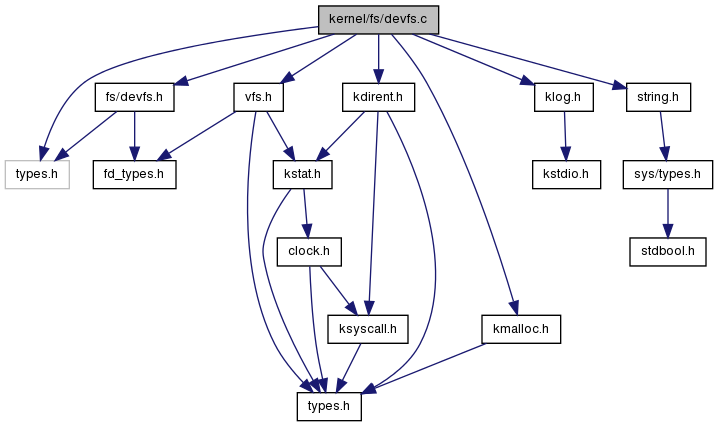 kernel/fs/devfs.c
fs/devfs.h
vfs.h
kdirent.h
klog.h
string.h
types.h
fd_types.h
kstat.h
kstdio.h
sys/types.h
clock.h
stdbool.h
ksyscall.h
kmalloc.h
types.h